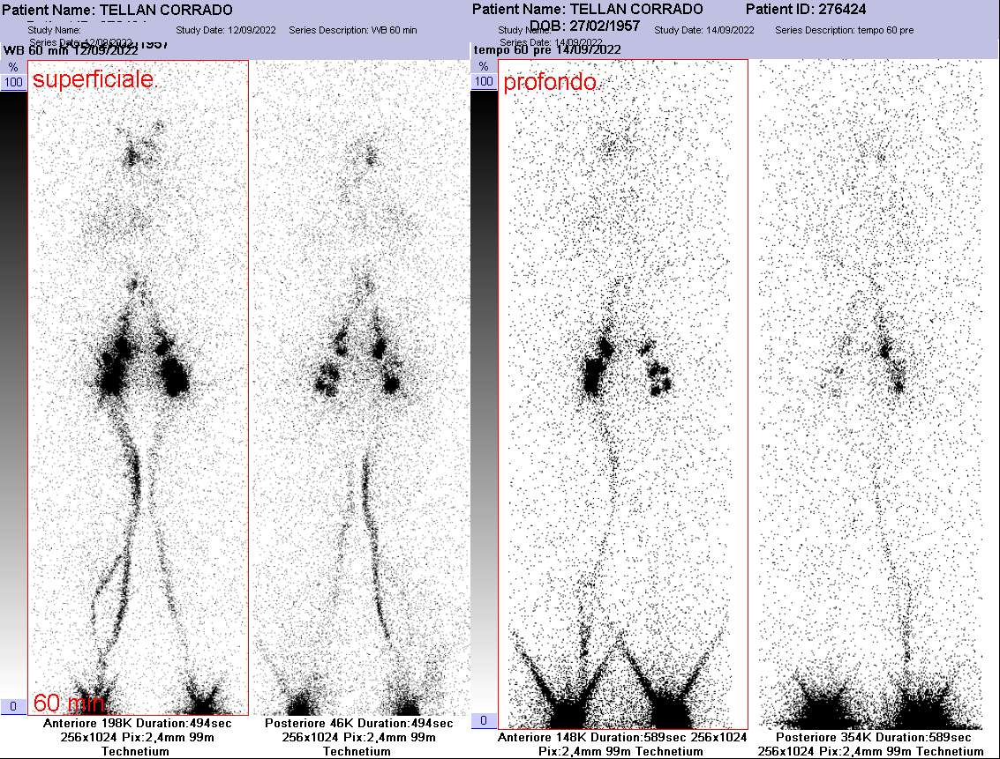 Patient Name: TELLAN CORRADO
Study Name:
Study Date: 12/09/2022
Series Description: WB 60 min
Series Date: 12/09/2022
WB 60 min 12/09/2022
%
100
superficiale
0
60 min
Anteriore 198K Duration:494sec
256x1024 Pix:2,4mm 99m
Technetium
Posteriore 46K Duration:494sec
256x1024 Pix:2,4mm 99m
Technetium
Patient Name: TELLAN CORRADO
Patient ID: 276424
DOB: 27/02/1957
Study Name:
Study Date: 14/09/2022
Series Description: tempo 60 pre
Series Date: 14/09/2022
tempo 60 pre 14/09/2022
%
100
profondo
0
Anteriore 148K Duration:589sec 256x1024
Pix:2,4mm 99m Technetium
Posteriore 354K Duration:589sec
256x1024 Pix:2,4mm 99m Technetium